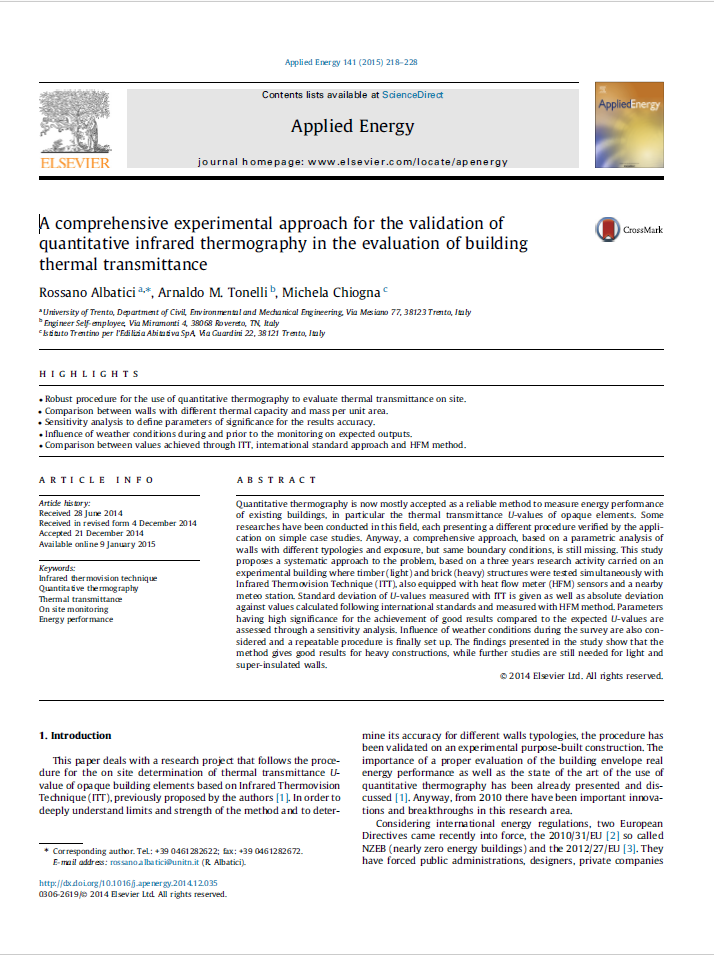 Applied Energy 141 (2015) 218–228
Contents lists available at ScienceDirect
Applied Energy
journal homepage: www.elsevier.com/locate/apenergy
ELSEVIER
AppliedEnergy
A comprehensive experimental approach for the validation of
quantitative infrared thermography in the evaluation of building
thermal transmittance
CrossMark
Rossano Albatici a,*, Arnaldo M. Tonelli b, Michela Chiogna c
a University of Trento, Department of Civil, Environmental and Mechanical Engineering, Via Mesiano 77, 38123 Trento, Italy
b Engineer Self-employee, Via Miramonti 4, 38068 Rovereto, TN, Italy
c Istituto Trentino per l'Edilizia Abitativa SpA, Via Guardini 22, 38121 Trento, Italy
HIGHLIGHTS
• Robust procedure for the use of quantitative thermography to evaluate thermal transmittance on site.
• Comparison between walls with different thermal capacity and mass per unit area.
• Sensitivity analysis to define parameters of significance for the results accuracy.
• Influence of weather conditions during and prior to the monitoring on expected outputs.
• Comparison between values achieved through ITT, international standard approach and HFM method.
ARTICLE INFO
Article history:
Received 28 June 2014
Received in revised form 4 December 2014
Accepted 21 December 2014
Available online 9 January 2015
Keywords:
Infrared thermovision technique
Quantitative thermography
Thermal transmittance
On site monitoring
Energy performance
ABSTRACT
Quantitative thermography is now mostly accepted as a reliable method to measure energy performance
of existing buildings, in particular the thermal transmittance U-values of opaque elements. Some
researches have been conducted in this field, each presenting a different procedure verified by the appli-
cation on simple case studies. Anyway, a comprehensive approach, based on a parametric analysis of
walls with different typologies and exposure, but same boundary conditions, is still missing. This study
proposes a systematic approach to the problem, based on a three years research activity carried on an
experimental building where timber (light) and brick (heavy) structures were tested simultaneously with
Infrared Thermovision Technique (ITT), also equipped with heat flow meter (HFM) sensors and a nearby
meteo station. Standard deviation of U-values measured with ITT is given as well as absolute deviation
against values calculated following international standards and measured with HFM method. Parameters
having high significance for the achievement of good results compared to the expected U-values are
assessed through a sensitivity analysis. Influence of weather conditions during the survey are also con-
sidered and a repeatable procedure is finally set up. The findings presented in the study show that the
method gives good results for heavy constructions, while further studies are still needed for light and
super-insulated walls.
© 2014 Elsevier Ltd. All rights reserved.
1. Introduction
This paper deals with a research project that follows the proce-
dure for the on site determination of thermal transmittance U-
value of opaque building elements based on Infrared Thermovision
Technique (ITT), previously proposed by the authors [1]. In order to
deeply understand limits and strength of the method and to deter-
* Corresponding author. Tel.: +39 0461282622; fax: +39 0461282672.
E-mail address: rossano.albatici@unitn.it (R. Albatici).
mine its accuracy for different walls typologies, the procedure has
been validated on an experimental purpose-built construction. The
importance of a proper evaluation of the building envelope real
energy performance as well as the state of the art of the use of
quantitative thermography has been already presented and dis-
cussed [1]. Anyway, from 2010 there have been important innova-
tions and breakthroughs in this research area.
Considering international energy regulations, two European
Directives came recently into force, the 2010/31/EU [2] so called
NZEB (nearly zero energy buildings) and the 2012/27/EU [3]. They
have forced public administrations, designers, private companies
http://dx.doi.org/10.1016/j.apenergy.2014.12.035
0306-2619/© 2014 Elsevier Ltd. All rights reserved.